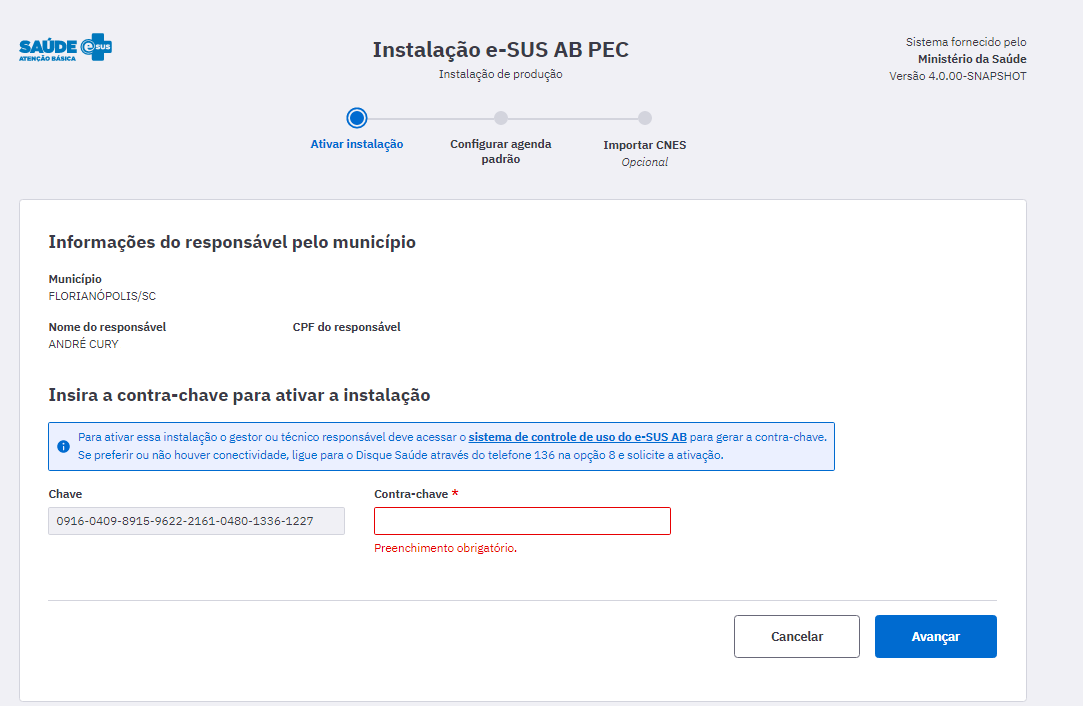 SAÚDE e-SUS
ATENÇÃO BÁSICA
Instalação e-SUS AB PEC
Instalação de produção
Sistema fornecido pelo
Ministério da Saúde
Versão 4.0.00-SNAPSHOT
Ativar instalação
Configurar agenda
padrão
Importar CNES
Opcional
Informações do responsável pelo município
Município
FLORIANÓPOLIS/SC
Nome do responsável
ANDRÉ CURY
CPF do responsável
Insira a contra-chave para ativar a instalação
Para ativar essa instalação o gestor ou técnico responsável deve acessar o sistema de controle de uso do e-SUS AB para gerar a contra-chave.
Se preferir ou não houver conectividade, ligue para o Disque Saúde através do telefone 136 na opção 8 e solicite a ativação.
Chave
0916-0409-8915-9622-2161-0480-1336-1227
Contra-chave *
Preenchimento obrigatório.
Cancelar
Avançar